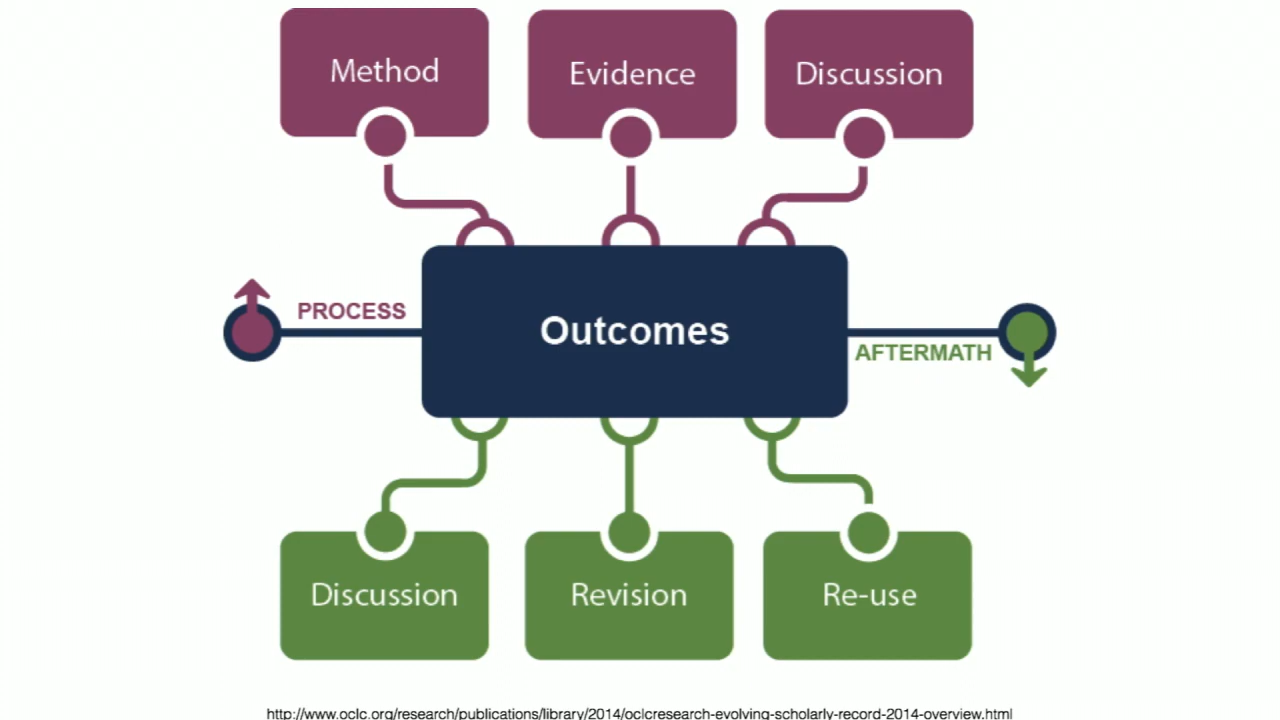 Method
Evidence
Discussion
PROCESS
Outcomes
AFTERMATH
Discussion
Revision
Re-use
http://www.oclc.org/research/publications/library/2014/oclcresearch-evolving-scholarly-record-2014-overview.html